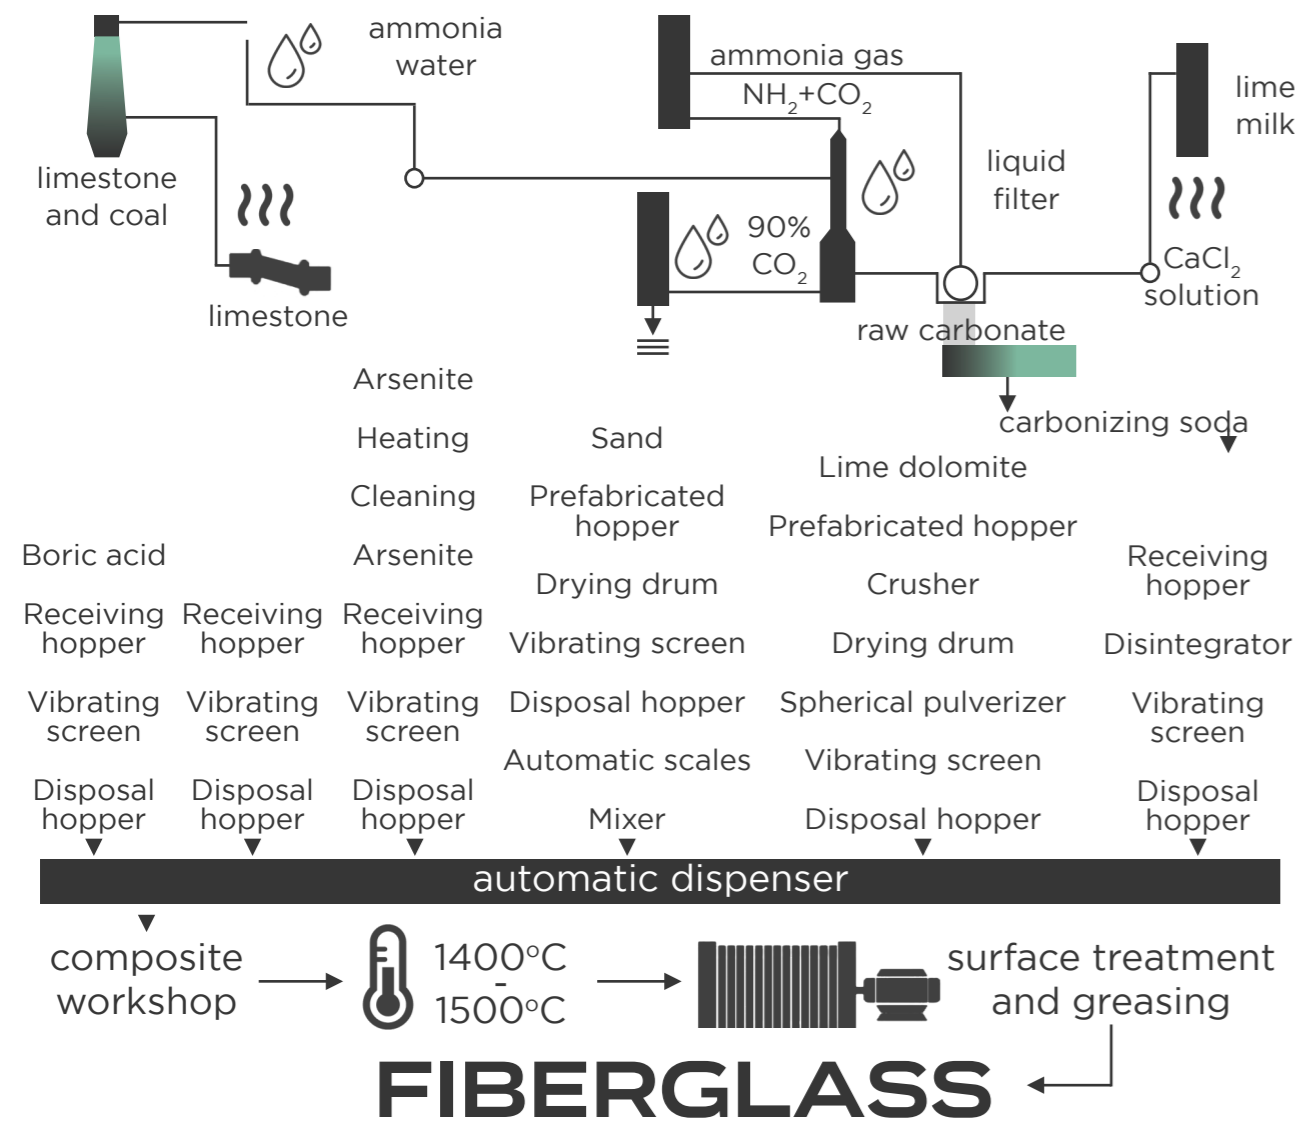 ammonia
water
ammonia gas
NH₂+CO₂
lime
milk
limestone
and coal
liquid
filter
90%
CO₂
CaCl₂
solution
limestone
raw carbonate
carbonizing soda
Boric acid
Receiving
hopper
Vibrating
screen
Disposal
hopper
Receiving
hopper
Vibrating
screen
Disposal
hopper
Arsenite
Heating
Cleaning
Arsenite
Receiving
hopper
Vibrating
screen
Disposal
hopper
Sand
Prefabricated
hopper
Drying drum
Vibrating screen
Disposal hopper
Automatic scales
Mixer
Lime dolomite
Prefabricated hopper
Crusher
Drying drum
Spherical pulverizer
Vibrating screen
Disposal hopper
Receiving
hopper
Disintegrator
Vibrating
screen
Disposal
hopper
automatic dispenser
composite
workshop
1400°C
-
1500°C
surface treatment
and greasing
FIBERGLASS